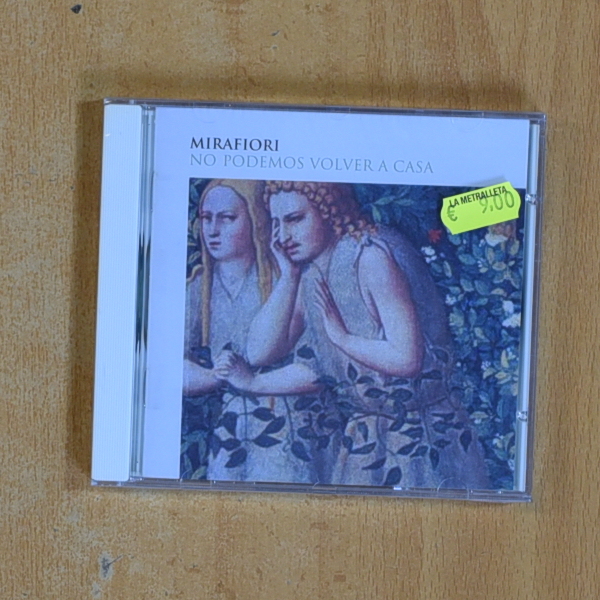 MIRAFIORI
NO PODEMOS VOLVER A CASA
LA METRALLETA
€ 9,00